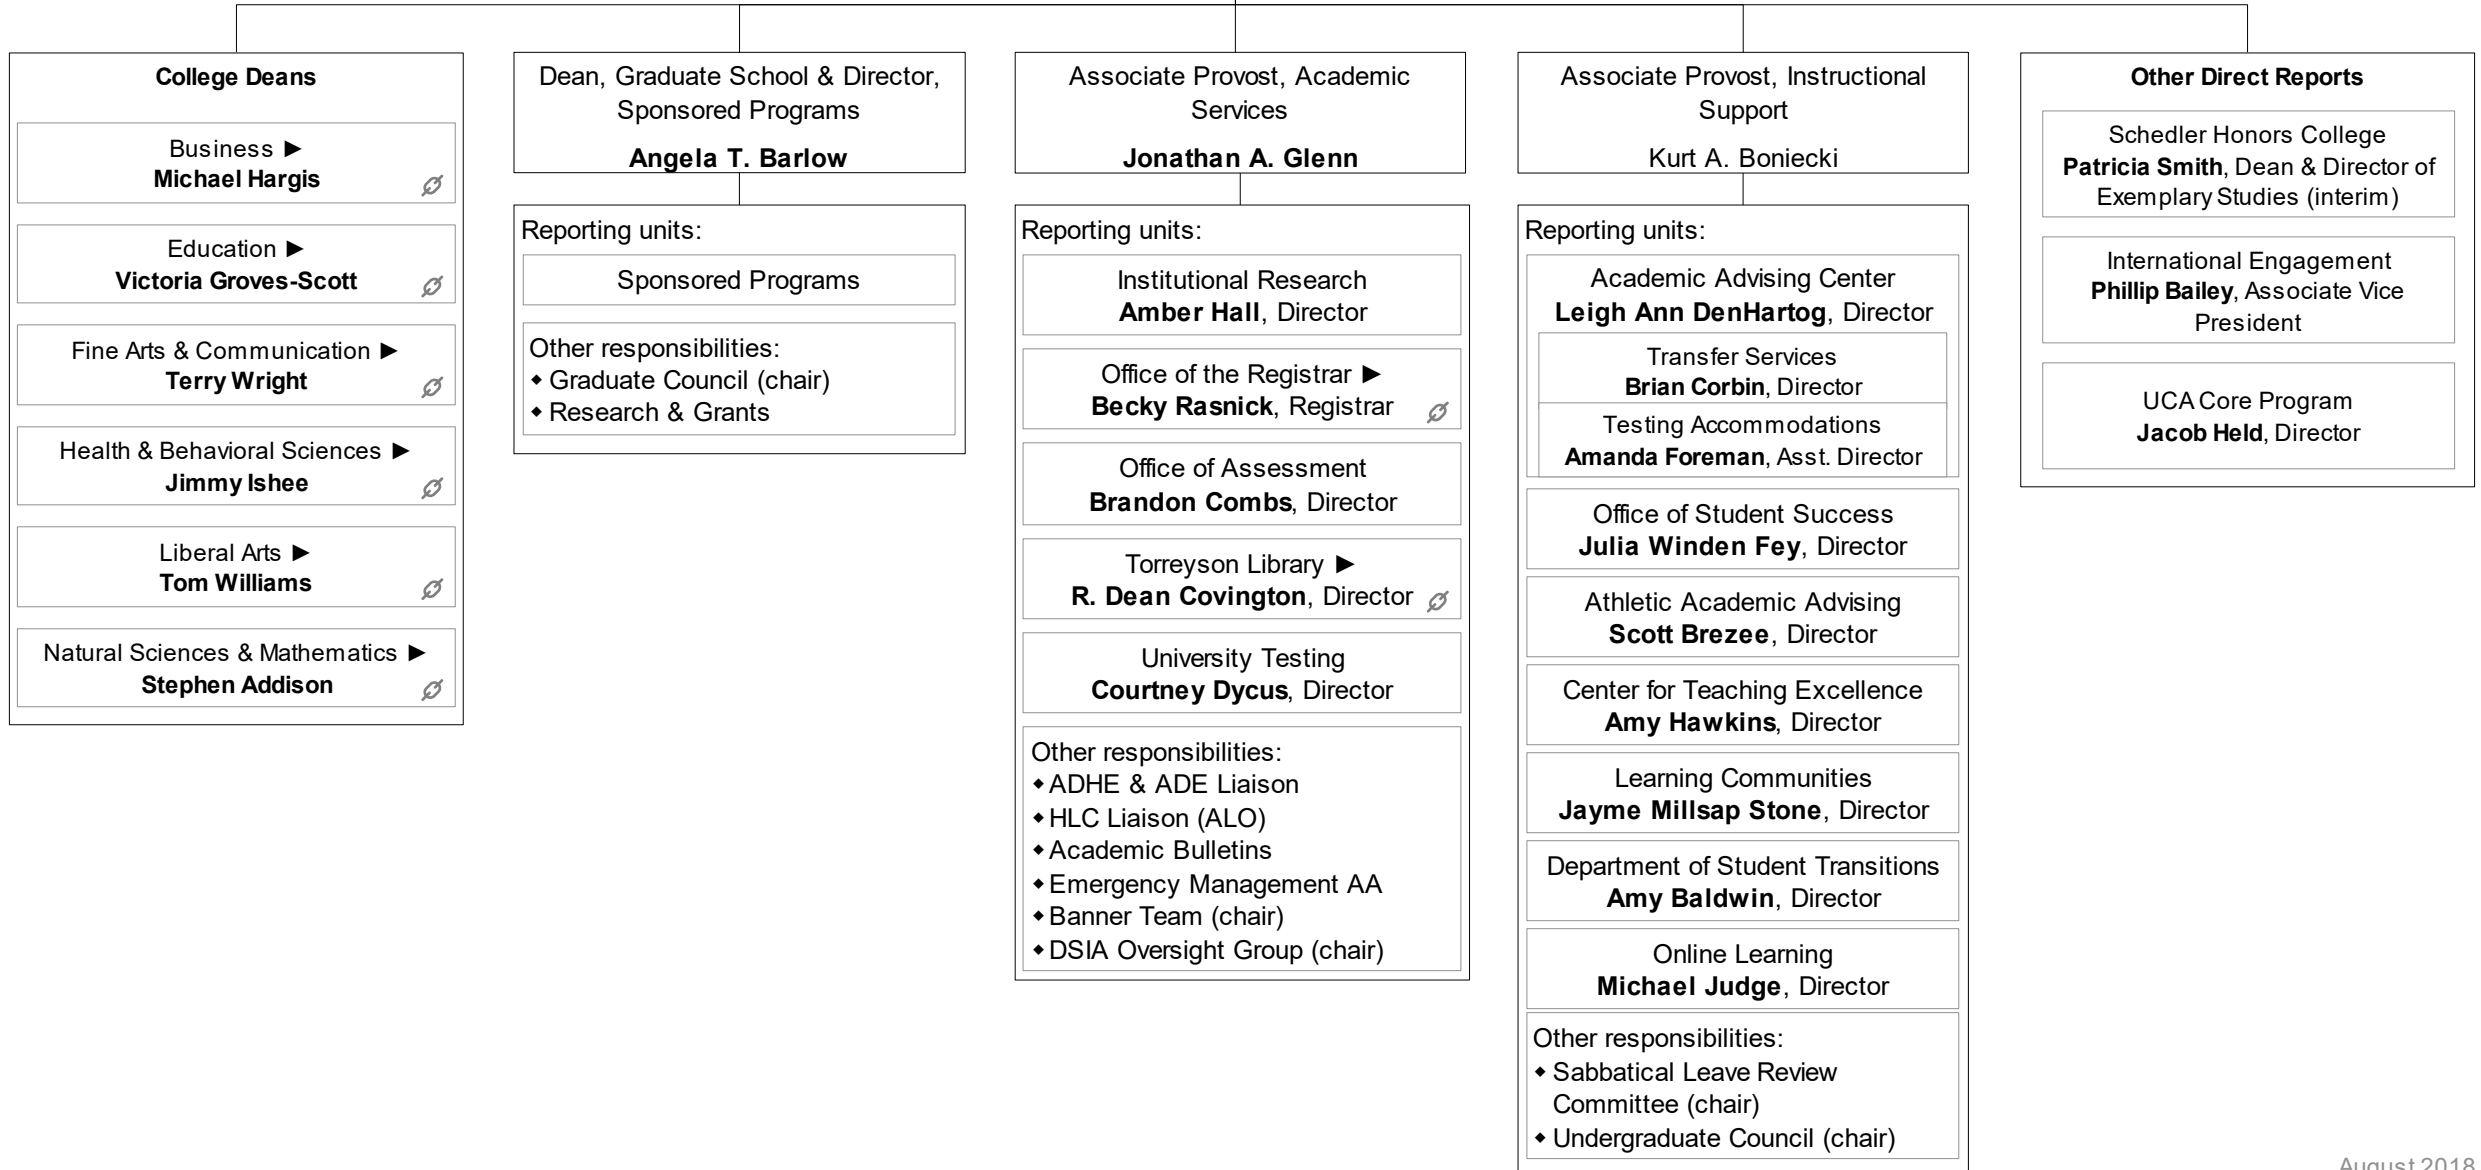 College Deans
Business ►
Michael Hargis
Education ►
Victoria Groves-Scott
Fine Arts & Communication ►
Terry Wright
Health & Behavioral Sciences ►
Jimmy Ishee
Liberal Arts ►
Tom Williams
Natural Sciences & Mathematics ►
Stephen Addison
Dean, Graduate School & Director,
Sponsored Programs
Angela T. Barlow
Reporting units:
Sponsored Programs
Other responsibilities:
◆ Graduate Council (chair)
◆ Research & Grants
Associate Provost, Academic
Services
Jonathan A. Glenn
Reporting units:
Institutional Research
Amber Hall, Director
Office of the Registrar ►
Becky Rasnick, Registrar
Office of Assessment
Brandon Combs, Director
Torreyson Library ►
R. Dean Covington, Director
University Testing
Courtney Dycus, Director
Other responsibilities:
◆ ADHE & ADE Liaison
◆ HLC Liaison (ALO)
◆ Academic Bulletins
◆ Emergency Management AA
◆ Banner Team (chair)
◆ DSIA Oversight Group (chair)
Associate Provost, Instructional
Support
Kurt A. Boniecki
Reporting units:
Academic Advising Center
Leigh Ann DenHartog, Director
Transfer Services
Brian Corbin, Director
Testing Accommodations
Amanda Foreman, Asst. Director
Office of Student Success
Julia Winden Fey, Director
Athletic Academic Advising
Scott Brezee, Director
Center for Teaching Excellence
Amy Hawkins, Director
Learning Communities
Jayme Millsap Stone, Director
Department of Student Transitions
Amy Baldwin, Director
Online Learning
Michael Judge, Director
Other responsibilities:
◆ Sabbatical Leave Review
Committee (chair)
◆ Undergraduate Council (chair)
Other Direct Reports
Schedler Honors College
Patricia Smith, Dean & Director of
Exemplary Studies (interim)
International Engagement
Phillip Bailey, Associate Vice
President
UCA Core Program
Jacob Held, Director
August 2018